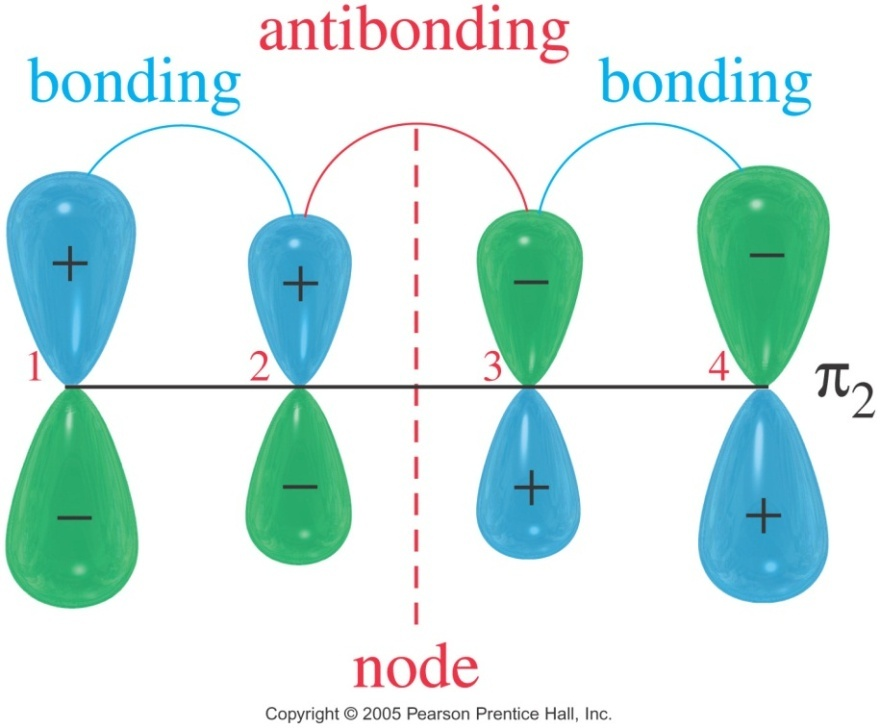 antibonding
bonding bonding
+ + − −
1 2 3 4 π₂
− − + +
node
Copyright © 2005 Pearson Prentice Hall, Inc.